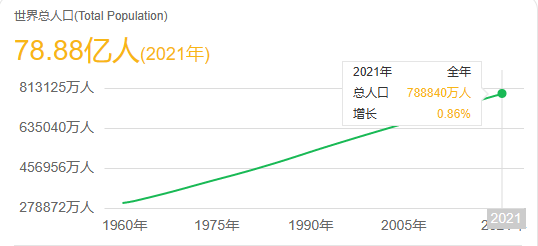 世界总人口(Total Population)
78.88亿人(2021年)
2021年 全年
总人口 788840万人
增长 0.86%
813125万人
635040万人
456956万人
278872万人
1960年 1975年 1990年 2005年 2021